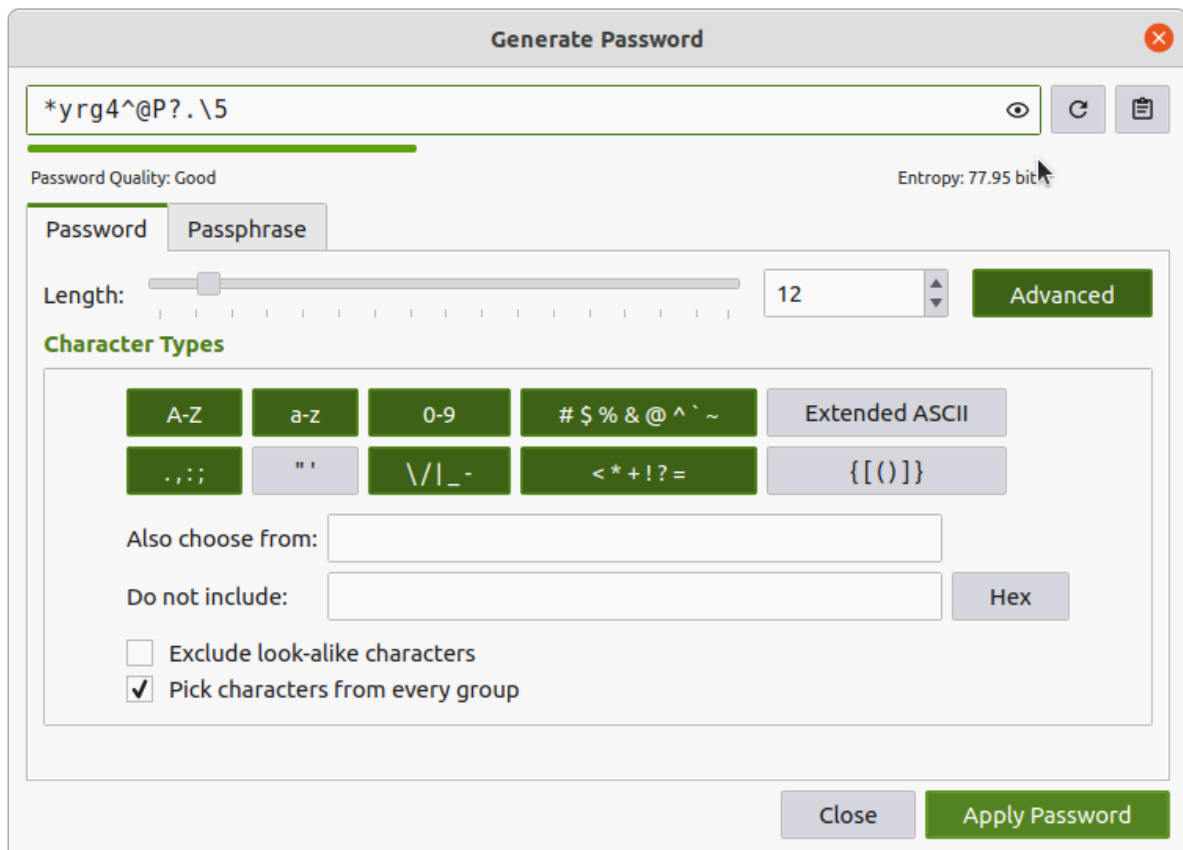 Generate Password
*yrg4^@P?.\5
Password Quality: Good Entropy: 77.95 bit
Password Passphrase
Length: 12 Advanced
Character Types
A-Z a-z 0-9 # $ % & @ ^ ` ~ Extended ASCII
. , : ; " ' \ / | _ - < * + ! ? = { [ ( ) ] }
Also choose from:
Do not include: Hex
Exclude look-alike characters
Pick characters from every group
Close Apply Password